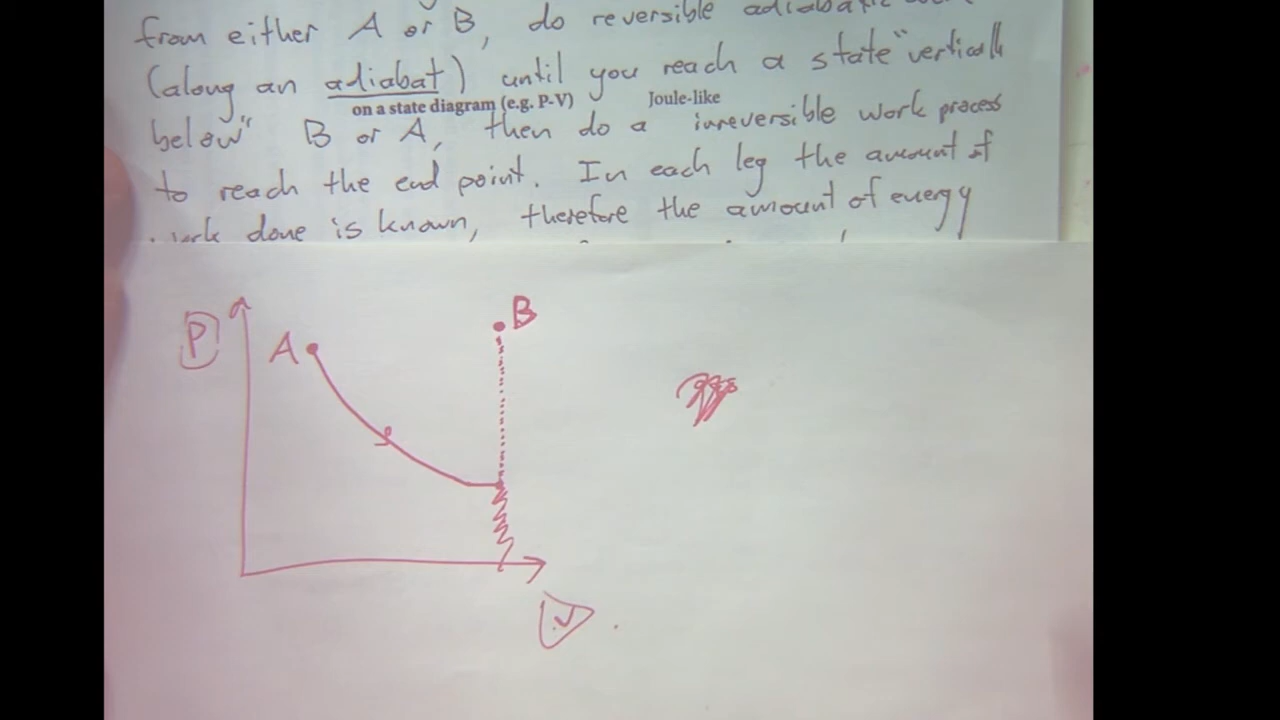 from either A or B, do reversible adiabatic work
(along an adiabat) until you reach a state "vertically
on a state diagram (e.g. P-V) Joule-like
below" B or A, then do a irreversible work process
to reach the end point. In each leg the amount of
work done is known, therefore the amount of energy
B
P
A
V